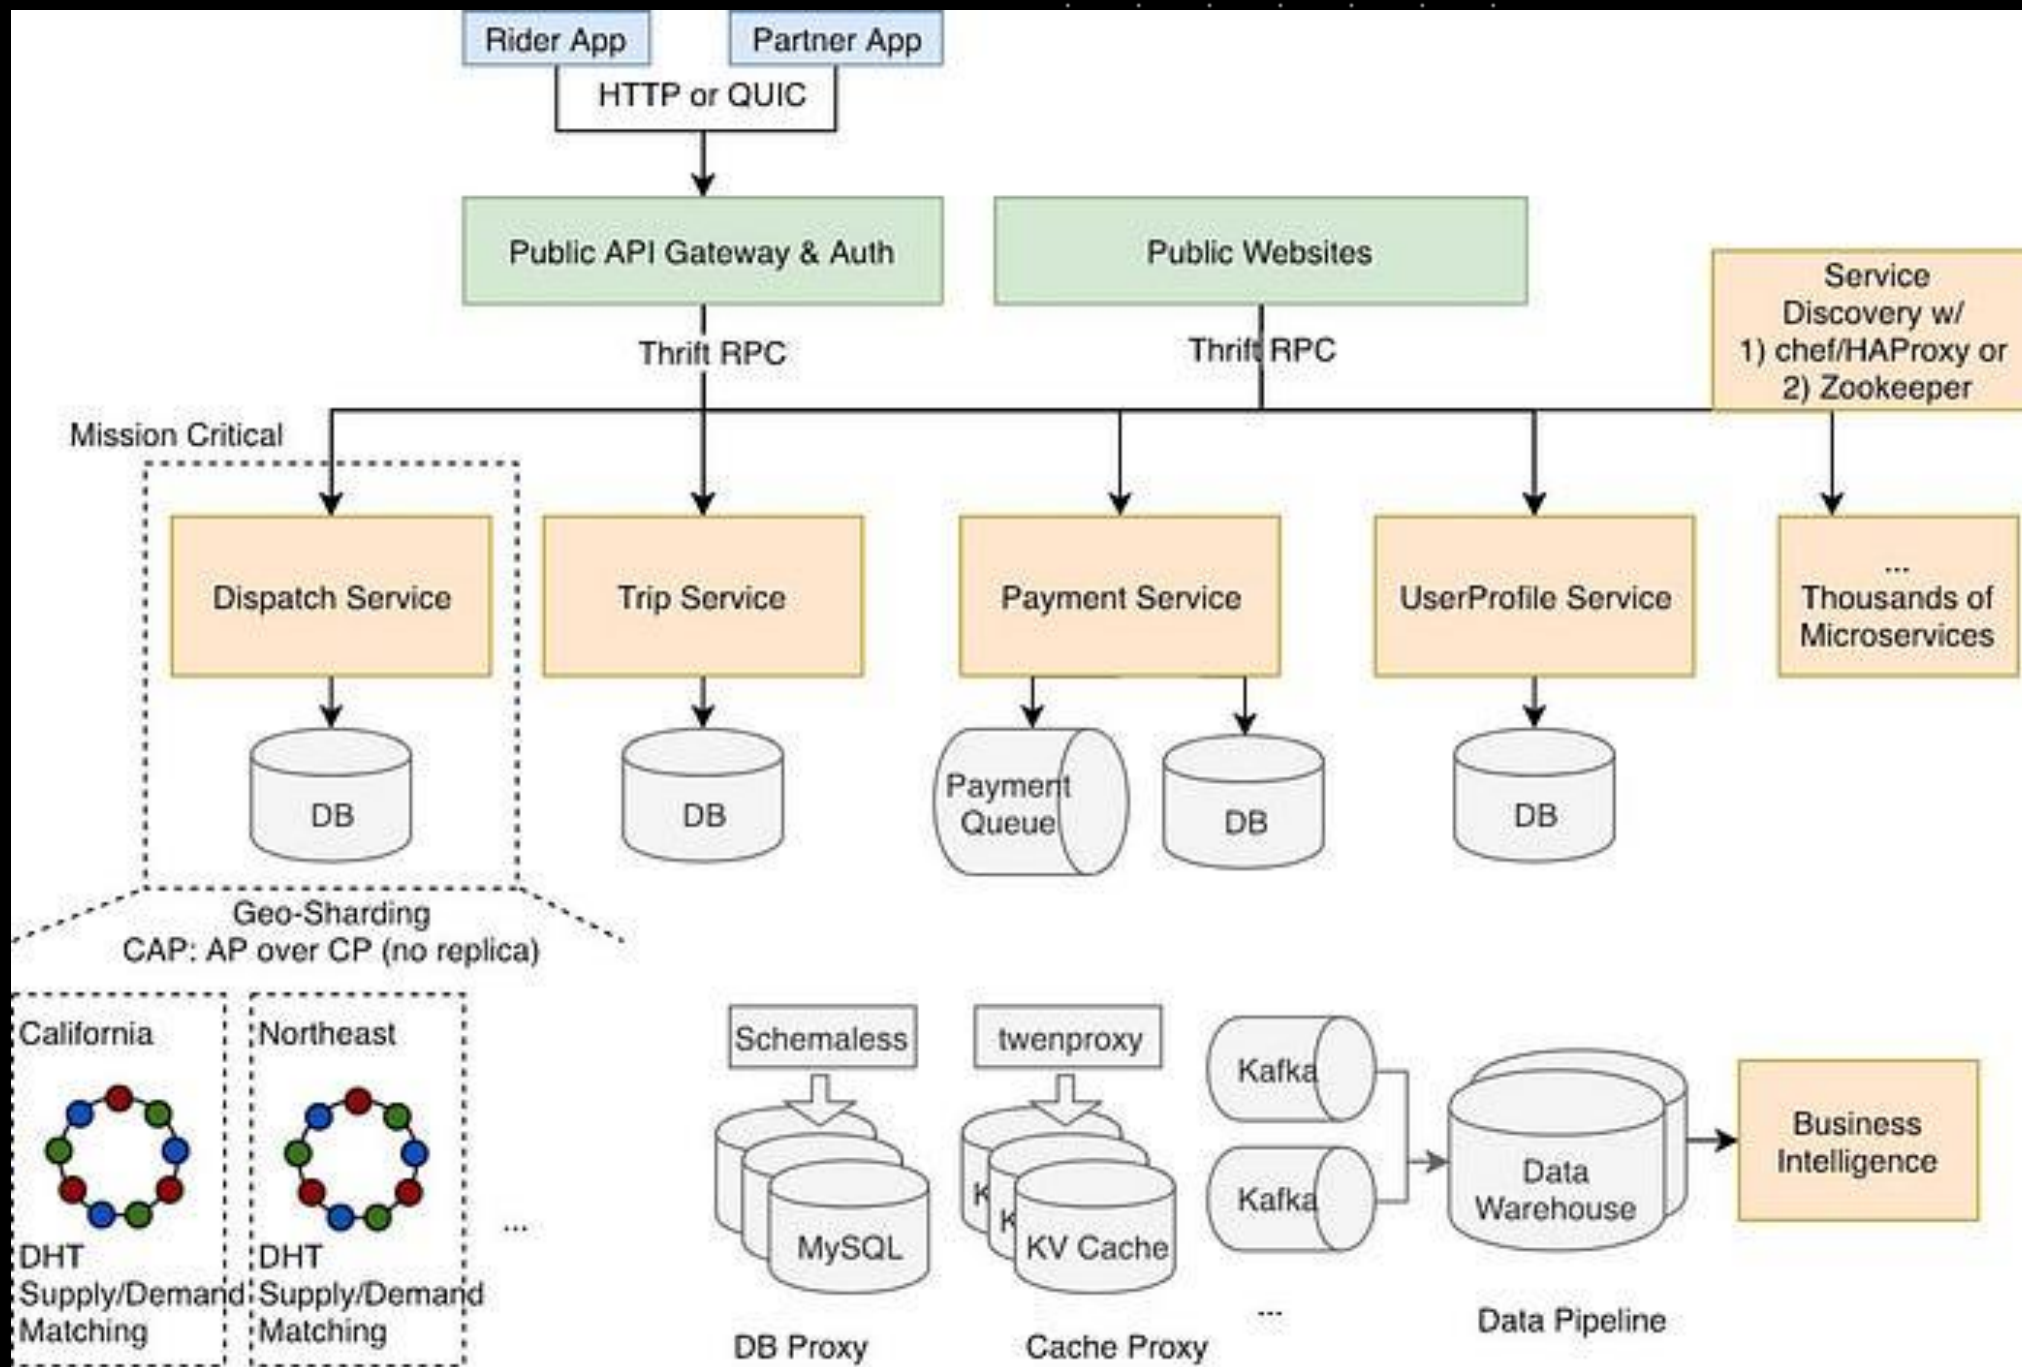 Rider App
Partner App
HTTP or QUIC
Public API Gateway & Auth
Public Websites
Service
Discovery w/
1) chef/HAProxy or
2) Zookeeper
Thrift RPC
Thrift RPC
Mission Critical
Dispatch Service
Trip Service
Payment Service
UserProfile Service
...
Thousands of
Microservices
DB
DB
Payment
Queue
DB
DB
Geo-Sharding
CAP: AP over CP (no replica)
California
DHT
Supply/Demand
Matching
Northeast
DHT
Supply/Demand
Matching
...
Schemaless
MySQL
DB Proxy
twenproxy
K
K
KV Cache
Cache Proxy
Kafka
Kafka
...
Data
Warehouse
Data Pipeline
Business
Intelligence